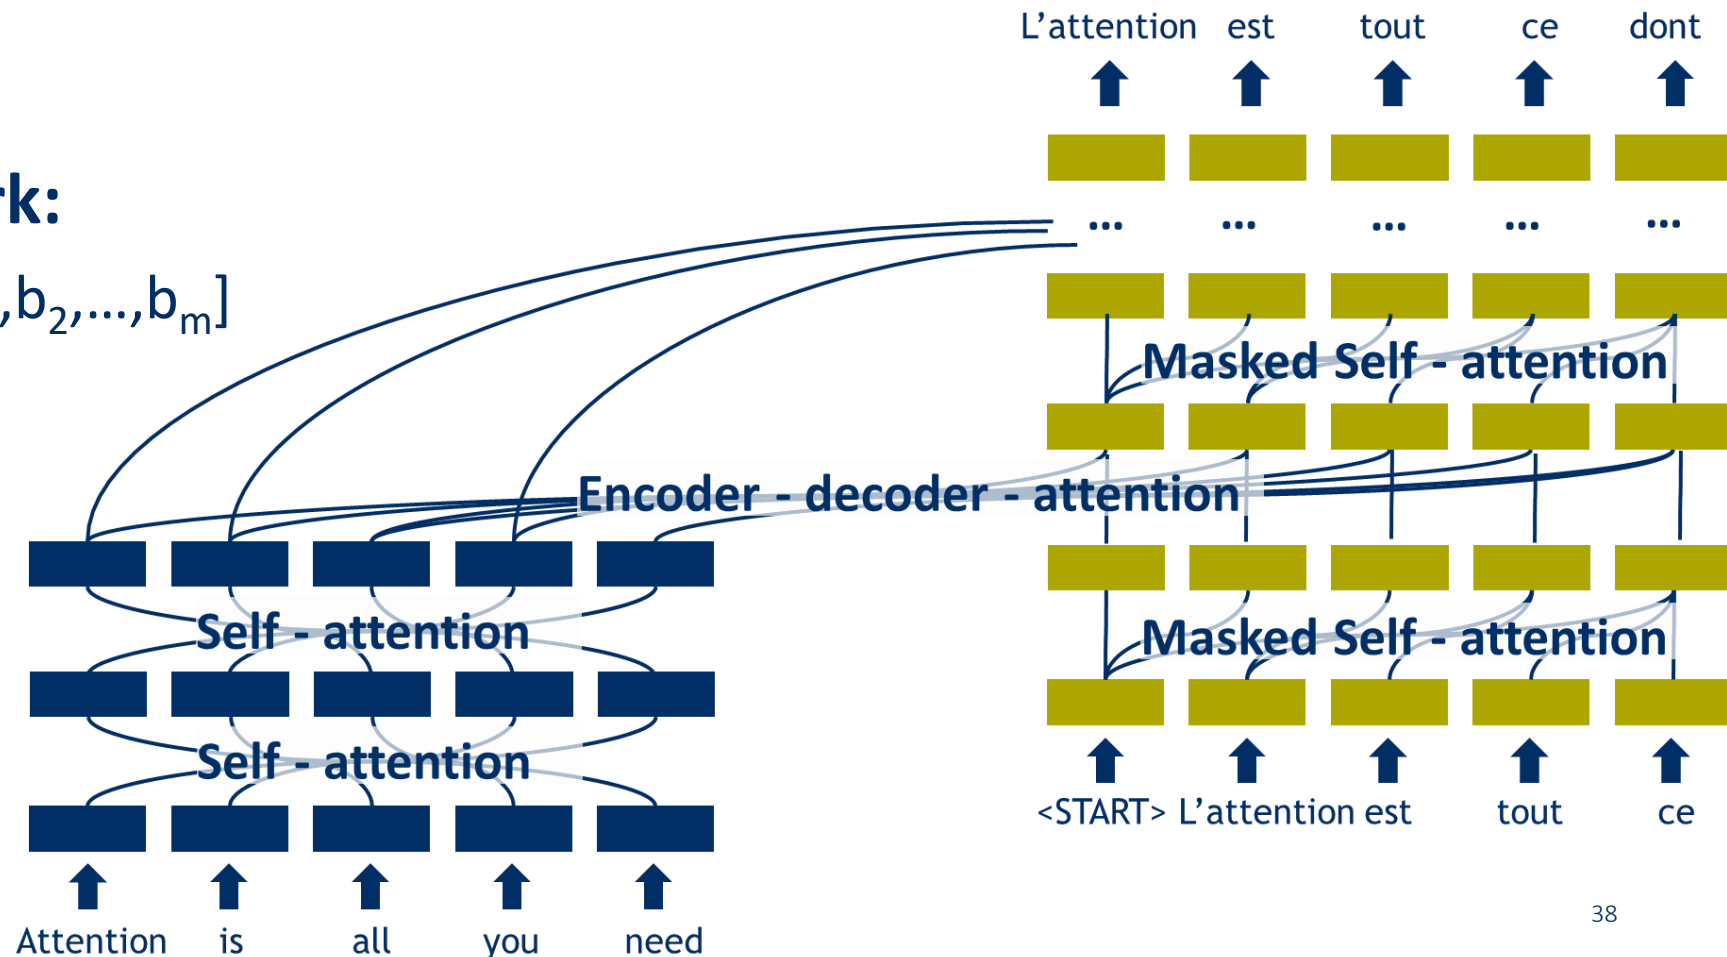 L'attention est tout ce dont
rk:
... ... ... ... ...
,b₂,...,bₘ]
Masked Self - attention
Encoder - decoder - attention
Self - attention
Masked Self - attention
Self - attention
<START> L'attention est tout ce
Attention is all you need
38